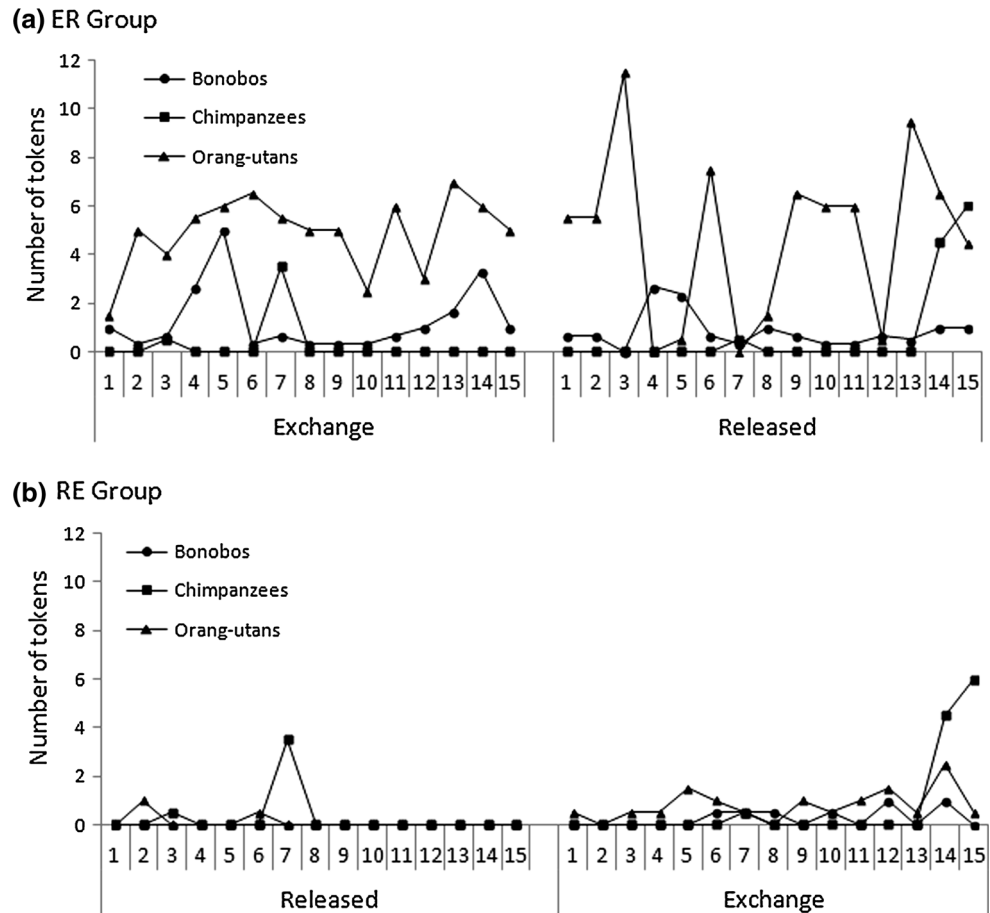 (a) ER Group
Number of tokens
12
10
8
6
4
2
0
Bonobos
Chimpanzees
Orang-utans
1 2 3 4 5 6 7 8 9 10 11 12 13 14 15 1 2 3 4 5 6 7 8 9 10 11 12 13 14 15
Exchange Released
(b) RE Group
Number of tokens
12
10
8
6
4
2
0
Bonobos
Chimpanzees
Orang-utans
1 2 3 4 5 6 7 8 9 10 11 12 13 14 15 1 2 3 4 5 6 7 8 9 10 11 12 13 14 15
Released Exchange